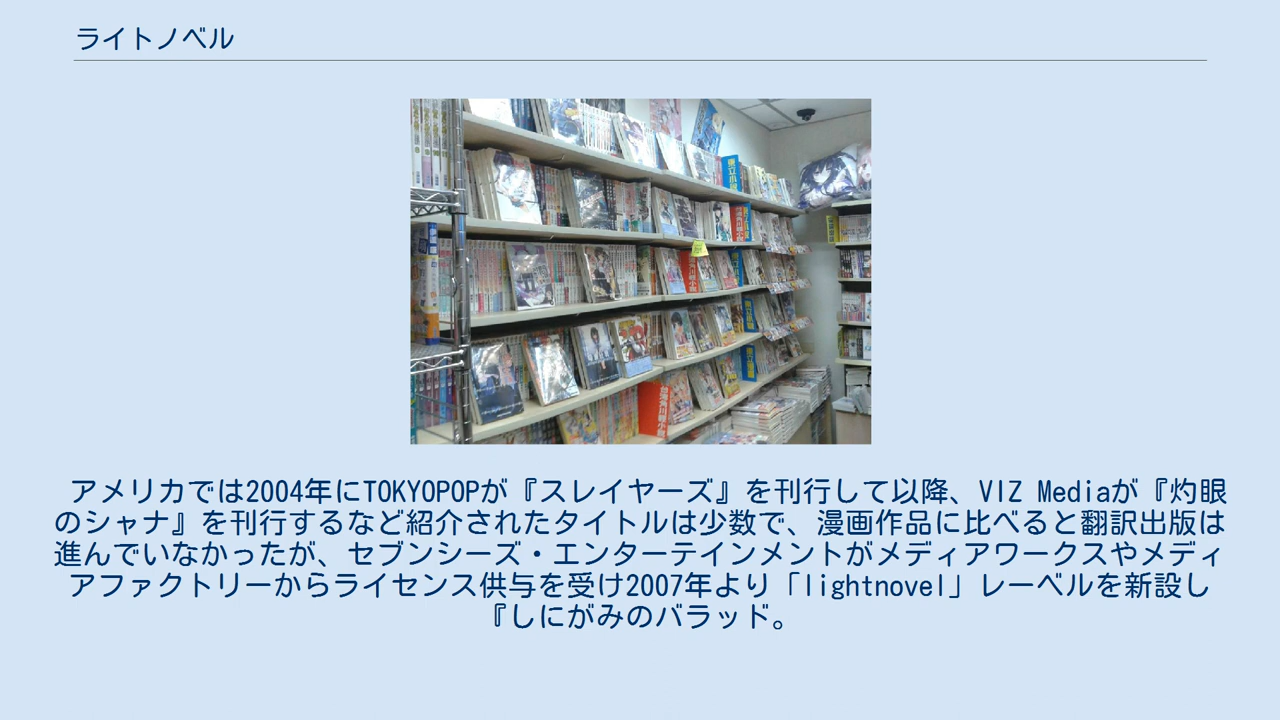 ライトノベル
東立小說
アメリカでは2004年にTOKYOPOPが『スレイヤーズ』を刊行して以降、VIZ Mediaが『灼眼
のシャナ』を刊行するなど紹介されたタイトルは少数で、漫画作品に比べると翻訳出版は
進んでいなかったが、セブンシーズ・エンターテインメントがメディアワークスやメディ
アファクトリーからライセンス供与を受け2007年より「lightnovel」レーベルを新設し
『しにがみのバラッド。